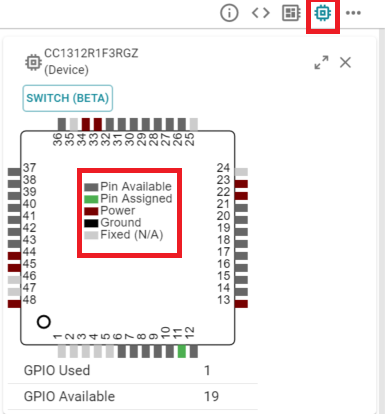 CC1312R1F3RGZ
(Device)
SWITCH (BETA)
36 35 34 33 32 31 30 29 28 27 26 25
37 24
38 23
39 22
40 21
41 20
42 19
43 18
44 17
45 16
46 15
47 14
48 13
Pin Available
Pin Assigned
Power
Ground
Fixed (N/A)
1 2 3 4 5 6 7 8 9 10 11 12
GPIO Used 1
GPIO Available 19